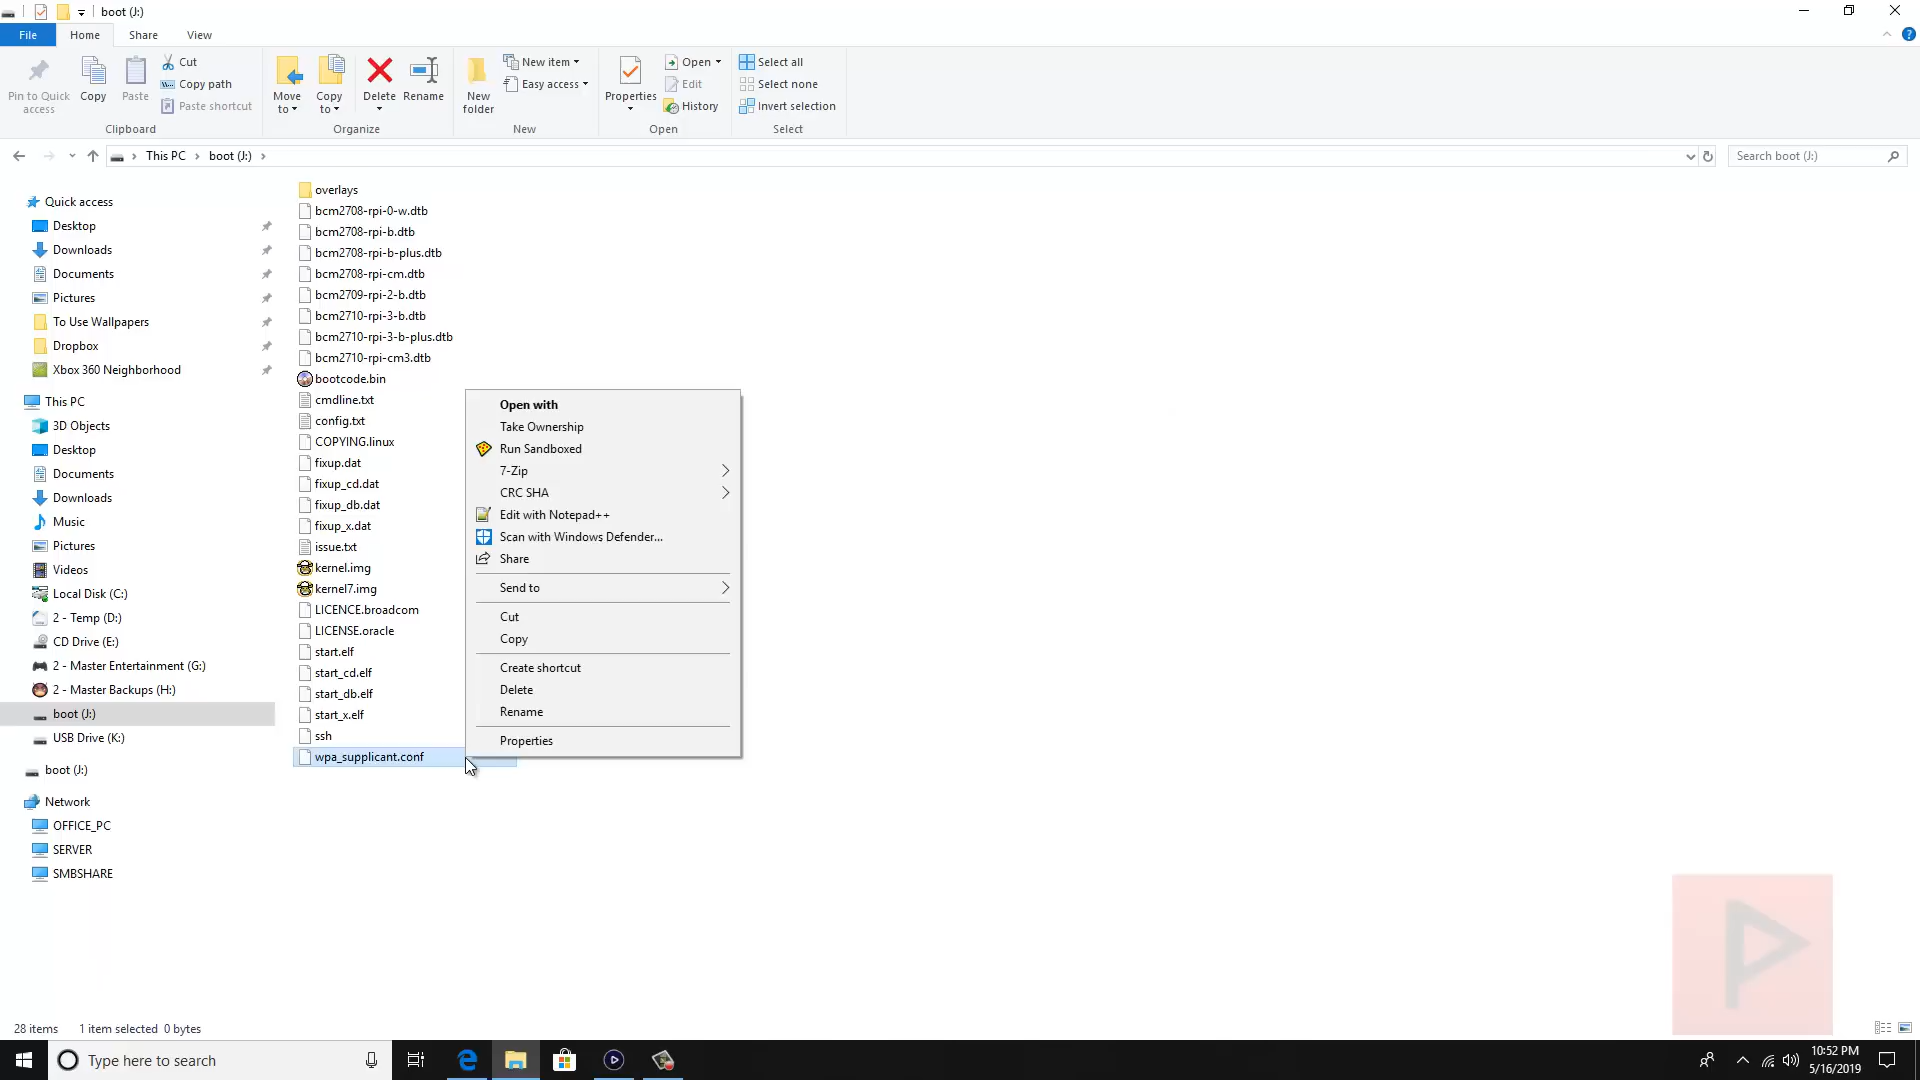 boot (J:)
File
Home
Share
View
Pin to Quick access
Copy
Paste
Cut
Copy path
Paste shortcut
Clipboard
Move to
Copy to
Delete
Rename
Organize
New folder
New item
Easy access
New
Properties
Open
Edit
History
Open
Select all
Select none
Invert selection
Select
This PC
boot (J:)
Search boot (J:)
Quick access
Desktop
Downloads
Documents
Pictures
To Use Wallpapers
Dropbox
Xbox 360 Neighborhood
This PC
3D Objects
Desktop
Documents
Downloads
Music
Pictures
Videos
Local Disk (C:)
2 - Temp (D:)
CD Drive (E:)
2 - Master Entertainment (G:)
2 - Master Backups (H:)
boot (J:)
USB Drive (K:)
boot (J:)
Network
OFFICE_PC
SERVER
SMBSHARE
overlays
bcm2708-rpi-0-w.dtb
bcm2708-rpi-b.dtb
bcm2708-rpi-b-plus.dtb
bcm2708-rpi-cm.dtb
bcm2709-rpi-2-b.dtb
bcm2710-rpi-3-b.dtb
bcm2710-rpi-3-b-plus.dtb
bcm2710-rpi-cm3.dtb
bootcode.bin
cmdline.txt
config.txt
COPYING.linux
fixup.dat
fixup_cd.dat
fixup_db.dat
fixup_x.dat
issue.txt
kernel.img
kernel7.img
LICENCE.broadcom
LICENSE.oracle
start.elf
start_cd.elf
start_db.elf
start_x.elf
ssh
wpa_supplicant.conf
Open with
Take Ownership
Run Sandboxed
7-Zip
CRC SHA
Edit with Notepad++
Scan with Windows Defender...
Share
Send to
Cut
Copy
Create shortcut
Delete
Rename
Properties
28 items
1 item selected 0 bytes
Type here to search
10:52 PM
5/16/2019